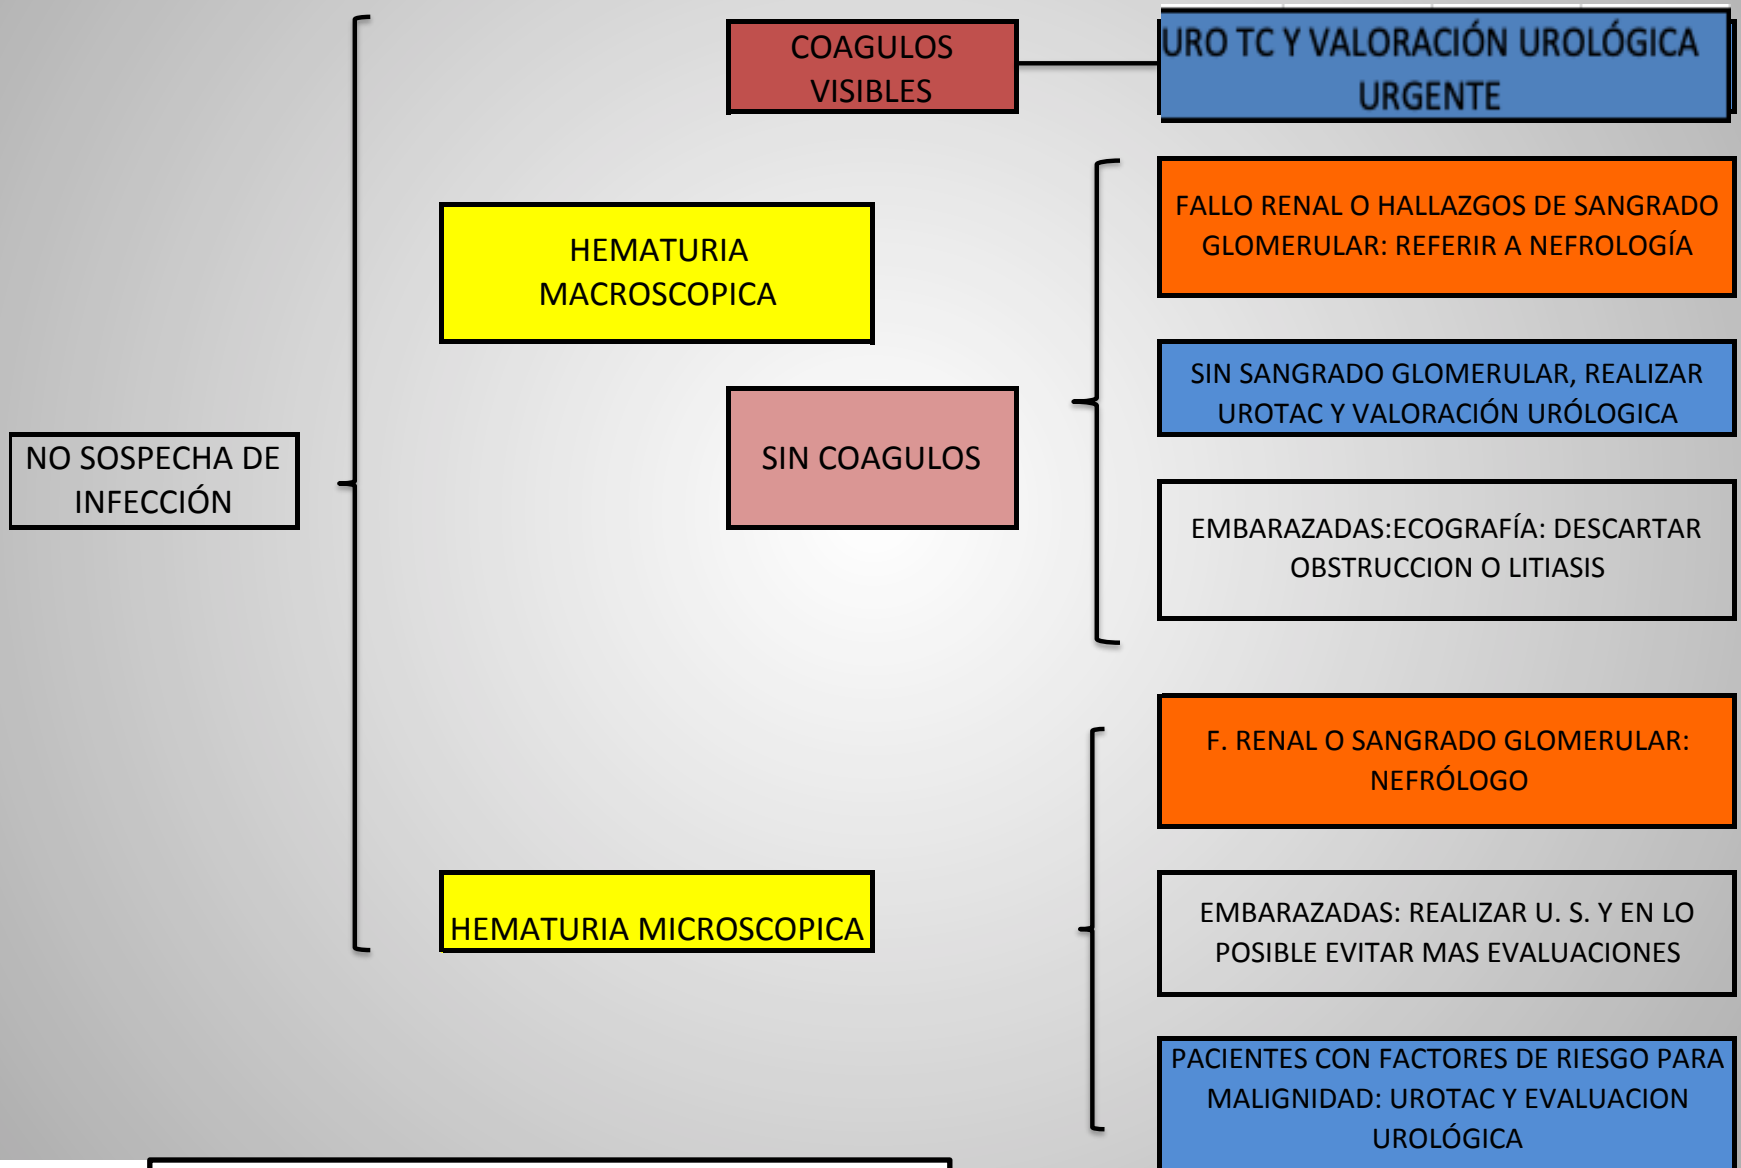 COAGULOS
VISIBLES
URO TC Y VALORACIÓN UROLÓGICA
URGENTE
FALLO RENAL O HALLAZGOS DE SANGRADO
GLOMERULAR: REFERIR A NEFROLOGÍA
HEMATURIA
MACROSCOPICA
SIN SANGRADO GLOMERULAR, REALIZAR
UROTAC Y VALORACIÓN URÓLOGICA
NO SOSPECHA DE
INFECCIÓN
SIN COAGULOS
EMBARAZADAS:ECOGRAFÍA: DESCARTAR
OBSTRUCCION O LITIASIS
F. RENAL O SANGRADO GLOMERULAR:
NEFRÓLOGO
HEMATURIA MICROSCOPICA
EMBARAZADAS: REALIZAR U. S. Y EN LO
POSIBLE EVITAR MAS EVALUACIONES
PACIENTES CON FACTORES DE RIESGO PARA
MALIGNIDAD: UROTAC Y EVALUACION
UROLÓGICA